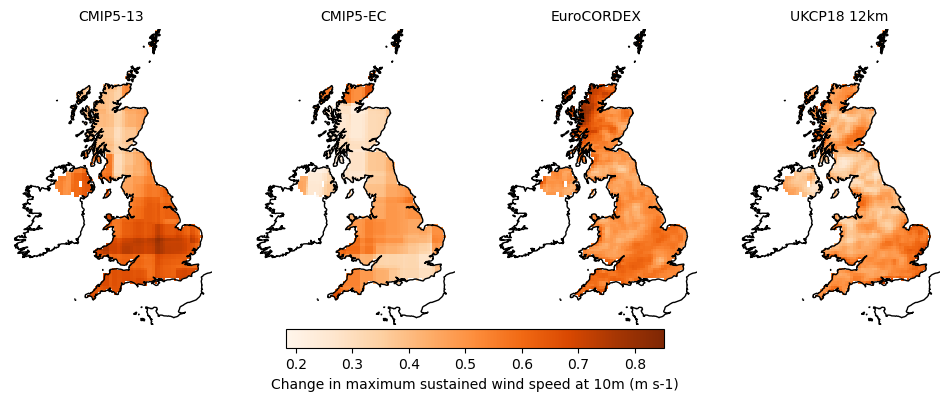 CMIP5-13 CMIP5-EC EuroCORDEX UKCP18 12km
0.2 0.3 0.4 0.5 0.6 0.7 0.8
Change in maximum sustained wind speed at 10m (m s-1)